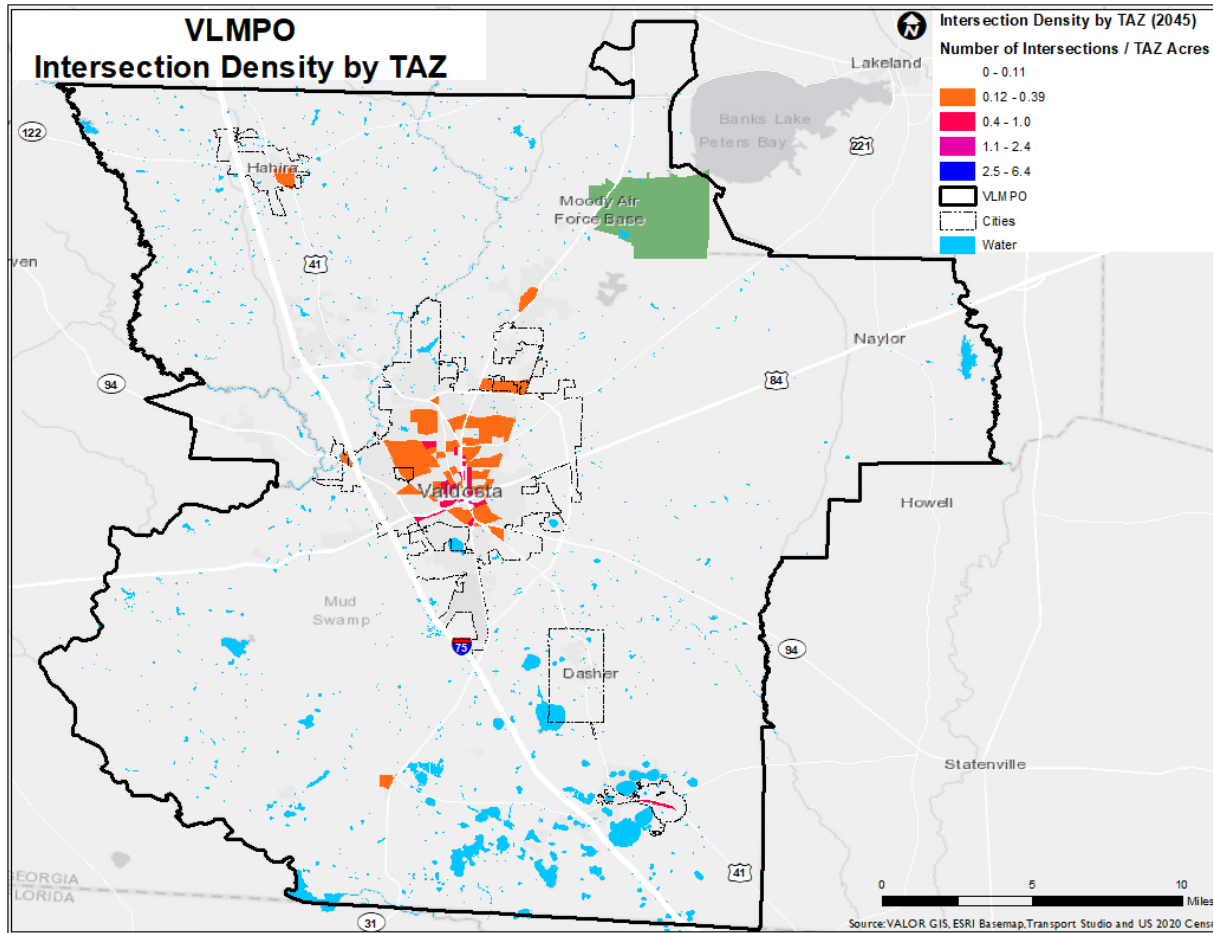 VLMPO
Intersection Density by TAZ
N
Intersection Density by TAZ (2045)
Number of Intersections / TAZ Acres
0 - 0.11
0.12 - 0.39
0.4 - 1.0
1.1 - 2.4
2.5 - 6.4
VLMPO
Cities
Water
Lakeland
Banks Lake
Peters Bay
221
122
Hahira
Moody Air
Force Base
ven
41
Naylor
94
84
Valdosta
Howell
Mud
Swamp
75
94
Dasher
Statenville
41
GEORGIA
LORIDA
31
0 5 10
Miles
Source: VALOR GIS, ESRI Basemap, Transport Studio and US 2020 Censu